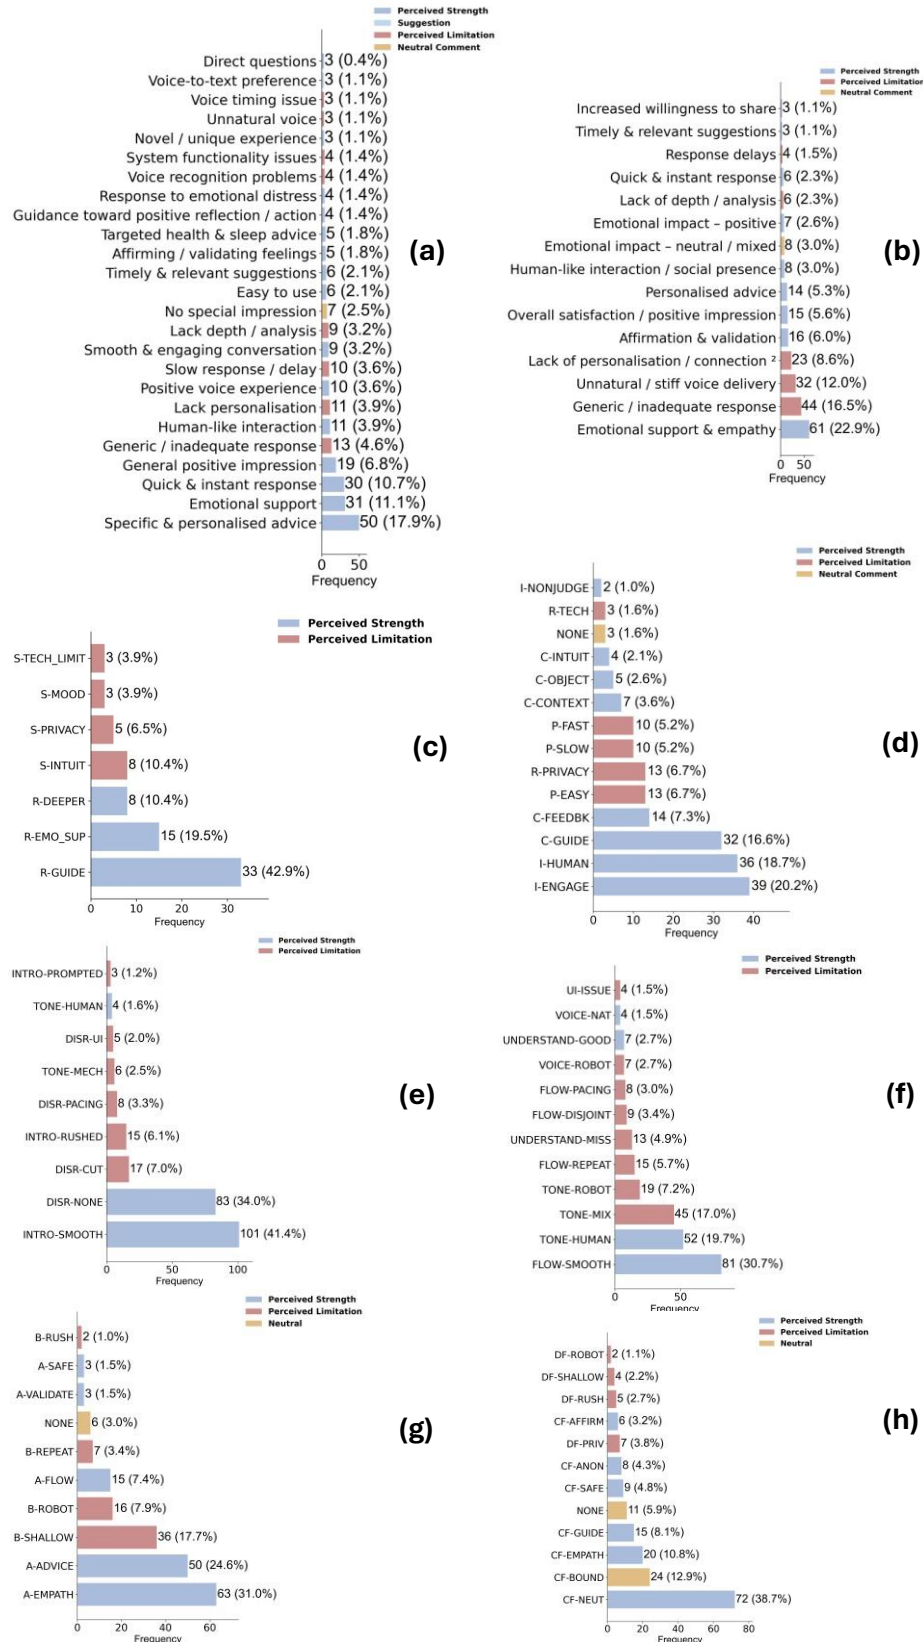 Perceived Strength
Suggestion
Perceived Limitation
Neutral Comment
Direct questions 3 (0.4%)
Voice-to-text preference 3 (1.1%)
Voice timing issue 3 (1.1%)
Unnatural voice 3 (1.1%)
Novel / unique experience 3 (1.1%)
System functionality issues 4 (1.4%)
Voice recognition problems 4 (1.4%)
Response to emotional distress 4 (1.4%)
Guidance toward positive reflection / action 4 (1.4%)
Targeted health & sleep advice 5 (1.8%)
Affirming / validating feelings 5 (1.8%)
Timely & relevant suggestions 6 (2.1%)
Easy to use 6 (2.1%)
No special impression 7 (2.5%)
Lack depth / analysis 9 (3.2%)
Smooth & engaging conversation 9 (3.2%)
Slow response / delay 10 (3.6%)
Positive voice experience 10 (3.6%)
Lack personalisation 11 (3.9%)
Human-like interaction 11 (3.9%)
Generic / inadequate response 13 (4.6%)
General positive impression 19 (6.8%)
Quick & instant response 30 (10.7%)
Emotional support 31 (11.1%)
Specific & personalised advice 50 (17.9%)
0 50
Frequency
(a)
Perceived Strength
Perceived Limitation
Neutral Comment
Increased willingness to share 3 (1.1%)
Timely & relevant suggestions 3 (1.1%)
Response delays 4 (1.5%)
Quick & instant response 6 (2.3%)
Lack of depth / analysis 6 (2.3%)
Emotional impact – positive 7 (2.6%)
Emotional impact – neutral / mixed 8 (3.0%)
Human-like interaction / social presence 8 (3.0%)
Personalised advice 14 (5.3%)
Overall satisfaction / positive impression 15 (5.6%)
Affirmation & validation 16 (6.0%)
Lack of personalisation / connection ² 23 (8.6%)
Unnatural / stiff voice delivery 32 (12.0%)
Generic / inadequate response 44 (16.5%)
Emotional support & empathy 61 (22.9%)
0 50
Frequency
(b)
Perceived Strength
Perceived Limitation
S-TECH_LIMIT 3 (3.9%)
S-MOOD 3 (3.9%)
S-PRIVACY 5 (6.5%)
S-INTUIT 8 (10.4%)
R-DEEPER 8 (10.4%)
R-EMO_SUP 15 (19.5%)
R-GUIDE 33 (42.9%)
0 10 20 30
Frequency
(c)
Perceived Strength
Perceived Limitation
Neutral Comment
I-NONJUDGE 2 (1.0%)
R-TECH 3 (1.6%)
NONE 3 (1.6%)
C-INTUIT 4 (2.1%)
C-OBJECT 5 (2.6%)
C-CONTEXT 7 (3.6%)
P-FAST 10 (5.2%)
P-SLOW 10 (5.2%)
R-PRIVACY 13 (6.7%)
P-EASY 13 (6.7%)
C-FEEDBK 14 (7.3%)
C-GUIDE 32 (16.6%)
I-HUMAN 36 (18.7%)
I-ENGAGE 39 (20.2%)
0 10 20 30 40
Frequency
(d)
Perceived Strength
Perceived Limitation
INTRO-PROMPTED 3 (1.2%)
TONE-HUMAN 4 (1.6%)
DISR-UI 5 (2.0%)
TONE-MECH 6 (2.5%)
DISR-PACING 8 (3.3%)
INTRO-RUSHED 15 (6.1%)
DISR-CUT 17 (7.0%)
DISR-NONE 83 (34.0%)
INTRO-SMOOTH 101 (41.4%)
0 50 100
Frequency
(e)
Perceived Strength
Perceived Limitation
UI-ISSUE 4 (1.5%)
VOICE-NAT 4 (1.5%)
UNDERSTAND-GOOD 7 (2.7%)
VOICE-ROBOT 7 (2.7%)
FLOW-PACING 8 (3.0%)
FLOW-DISJOINT 9 (3.4%)
UNDERSTAND-MISS 13 (4.9%)
FLOW-REPEAT 15 (5.7%)
TONE-ROBOT 19 (7.2%)
TONE-MIX 45 (17.0%)
TONE-HUMAN 52 (19.7%)
FLOW-SMOOTH 81 (30.7%)
0 50
Frequency
(f)
Perceived Strength
Perceived Limitation
Neutral
B-RUSH 2 (1.0%)
A-SAFE 3 (1.5%)
A-VALIDATE 3 (1.5%)
NONE 6 (3.0%)
B-REPEAT 7 (3.4%)
A-FLOW 15 (7.4%)
B-ROBOT 16 (7.9%)
B-SHALLOW 36 (17.7%)
A-ADVICE 50 (24.6%)
A-EMPATH 63 (31.0%)
0 20 40 60
Frequency
(g)
Perceived Strength
Perceived Limitation
Neutral
DF-ROBOT 2 (1.1%)
DF-SHALLOW 4 (2.2%)
DF-RUSH 5 (2.7%)
CF-AFFIRM 6 (3.2%)
DF-PRIV 7 (3.8%)
CF-ANON 8 (4.3%)
CF-SAFE 9 (4.8%)
NONE 11 (5.9%)
CF-GUIDE 15 (8.1%)
CF-EMPATH 20 (10.8%)
CF-BOUND 24 (12.9%)
CF-NEUT 72 (38.7%)
0 20 40 60 80
Frequency
(h)